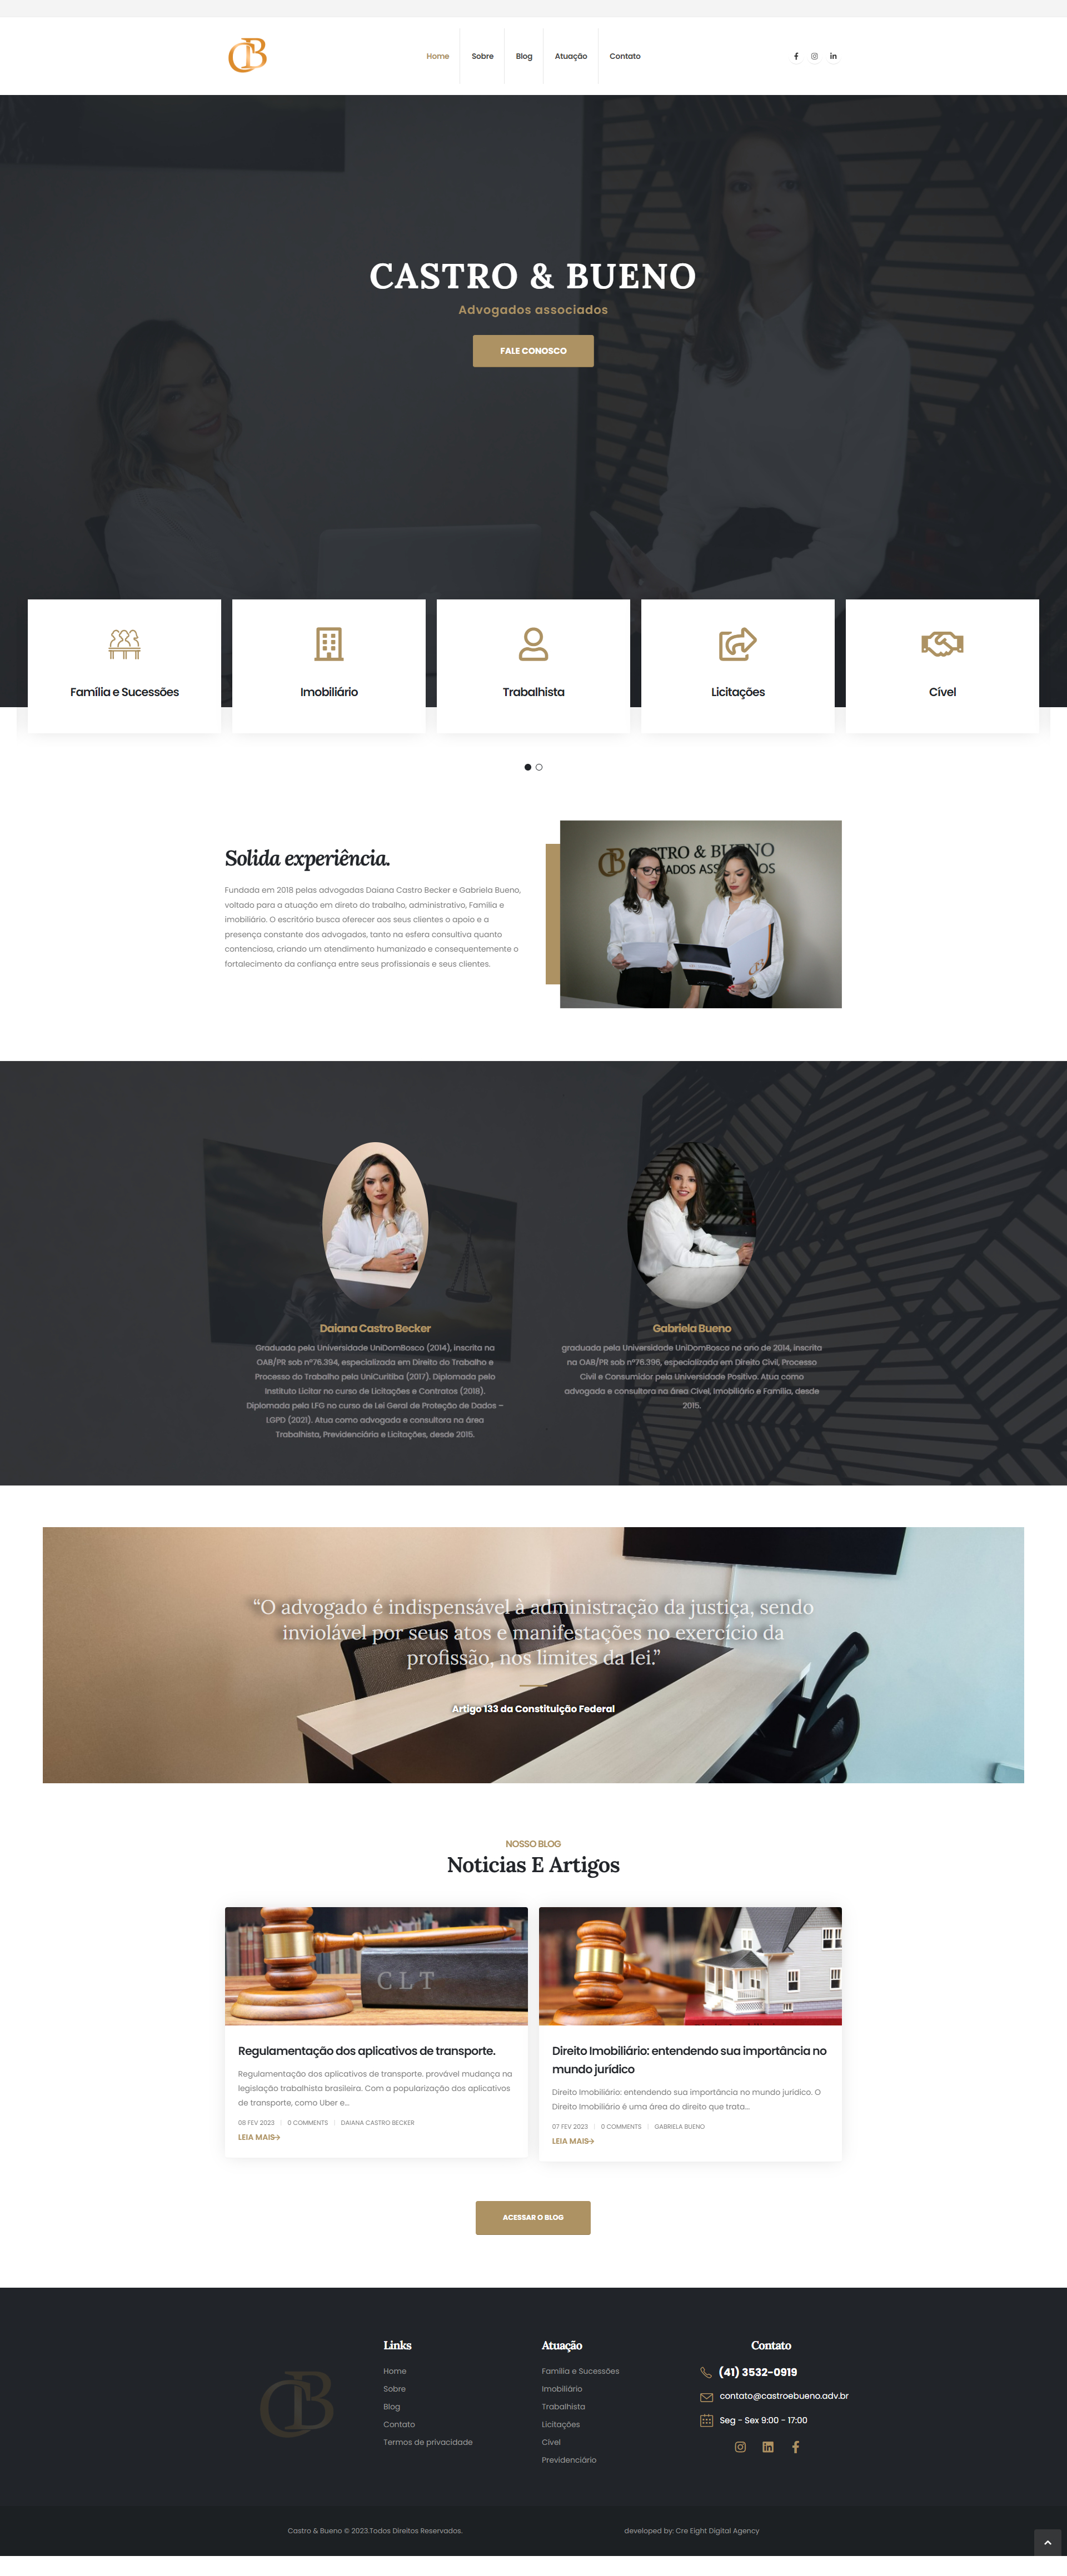 CB
Home
Sobre
Blog
Atuação
Contato
CASTRO & BUENO
Advogados associados
FALE CONOSCO
Família e Sucessões
Imobiliário
Trabalhista
Licitações
Cível
Solida experiência.
Fundada em 2018 pelas advogadas Daiana Castro Becker e Gabriela Bueno,
voltado para a atuação em direto do trabalho, administrativo, Família e
imobiliário. O escritório busca oferecer aos seus clientes o apoio e a
presença constante dos advogados, tanto na esfera consultiva quanto
contenciosa, criando um atendimento humanizado e consequentemente o
fortalecimento da confiança entre seus profissionais e seus clientes.
CASTRO & BUENO
Daiana Castro Becker
Graduada pela Universidade UniDomBosco (2014), inscrita na
OAB/PR sob nº76.394, especializada em Direito do Trabalho e
Processo do Trabalho pela UniCuritiba (2017). Diplomada pelo
Instituto Licitar no curso de Licitações e Contratos (2018).
Diplomada pela LFG no curso de Lei Geral de Proteção de Dados –
LGPD (2021). Atua como advogada e consultora na área
Trabalhista, Previdenciária e Licitações, desde 2015.
Gabriela Bueno
graduada pela Universidade UniDomBosco no ano de 2014, inscrita
na OAB/PR sob nº76.396, especializada em Direito Civil, Processo
Civil e Consumidor pela Universidade Positivo. Atua como
advogada e consultora na área Cível, Imobiliário e Família, desde
2015.
“O advogado é indispensável à administração da justiça, sendo
inviolável por seus atos e manifestações no exercício da
profissão, nos limites da lei.”
Artigo 133 da Constituição Federal
NOSSO BLOG
Noticias E Artigos
CLT
Regulamentação dos aplicativos de transporte.
Regulamentação dos aplicativos de transporte. provável mudança na
legislação trabalhista brasileira. Com a popularização dos aplicativos
de transporte, como Uber e...
08 FEV 2023 | 0 COMMENTS | DAIANA CASTRO BECKER
LEIA MAIS
Direito Imobiliário: entendendo sua importância no
mundo jurídico
Direito Imobiliário: entendendo sua importância no mundo jurídico. O
Direito Imobiliário é uma área do direito que trata...
07 FEV 2023 | 0 COMMENTS | GABRIELA BUENO
LEIA MAIS
ACESSAR O BLOG
CB
Links
Home
Sobre
Blog
Contato
Termos de privacidade
Atuação
Família e Sucessões
Imobiliário
Trabalhista
Licitações
Cível
Previdenciário
Contato
(41) 3532-0919
contato@castroebueno.adv.br
Seg - Sex 9:00 - 17:00
Castro & Bueno © 2023.Todos Direitos Reservados.
developed by: Cre Eight Digital Agency